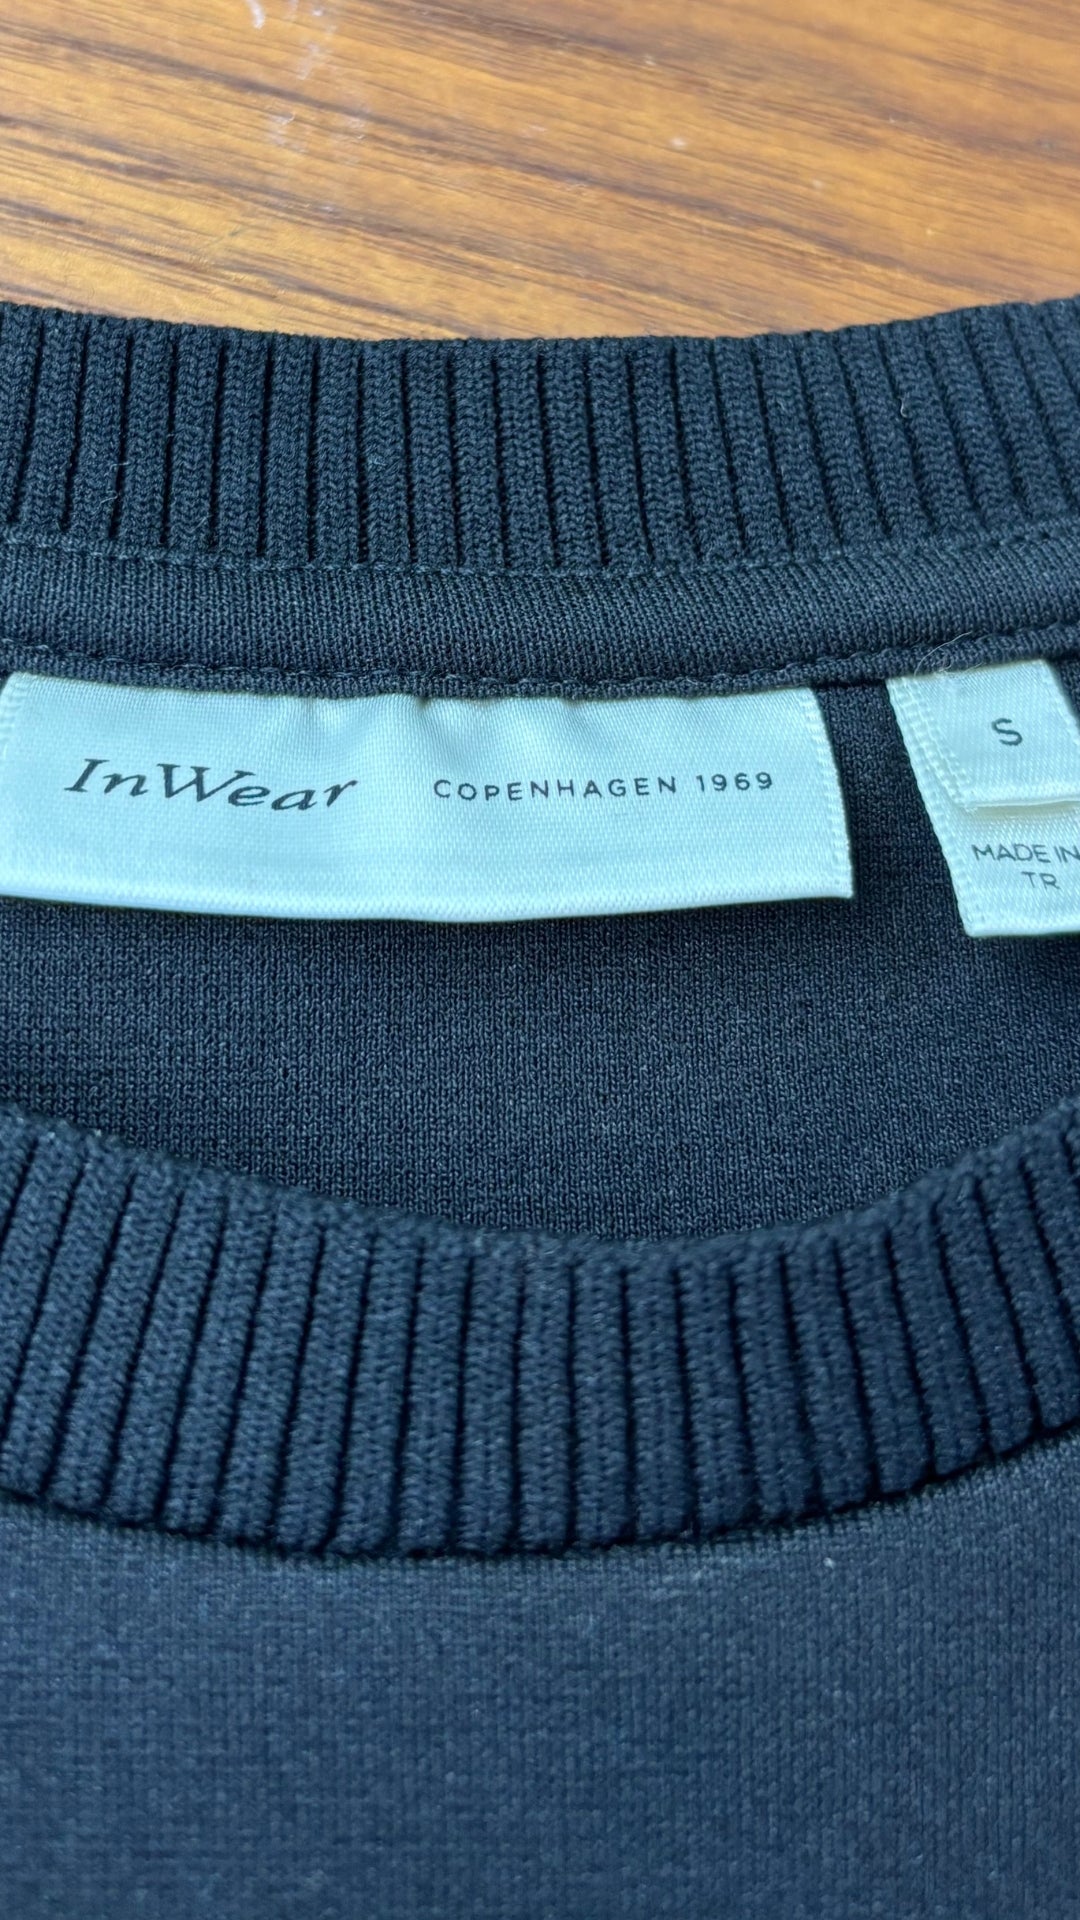 InWear COPENHAGEN 1969
S
MADE IN
TR